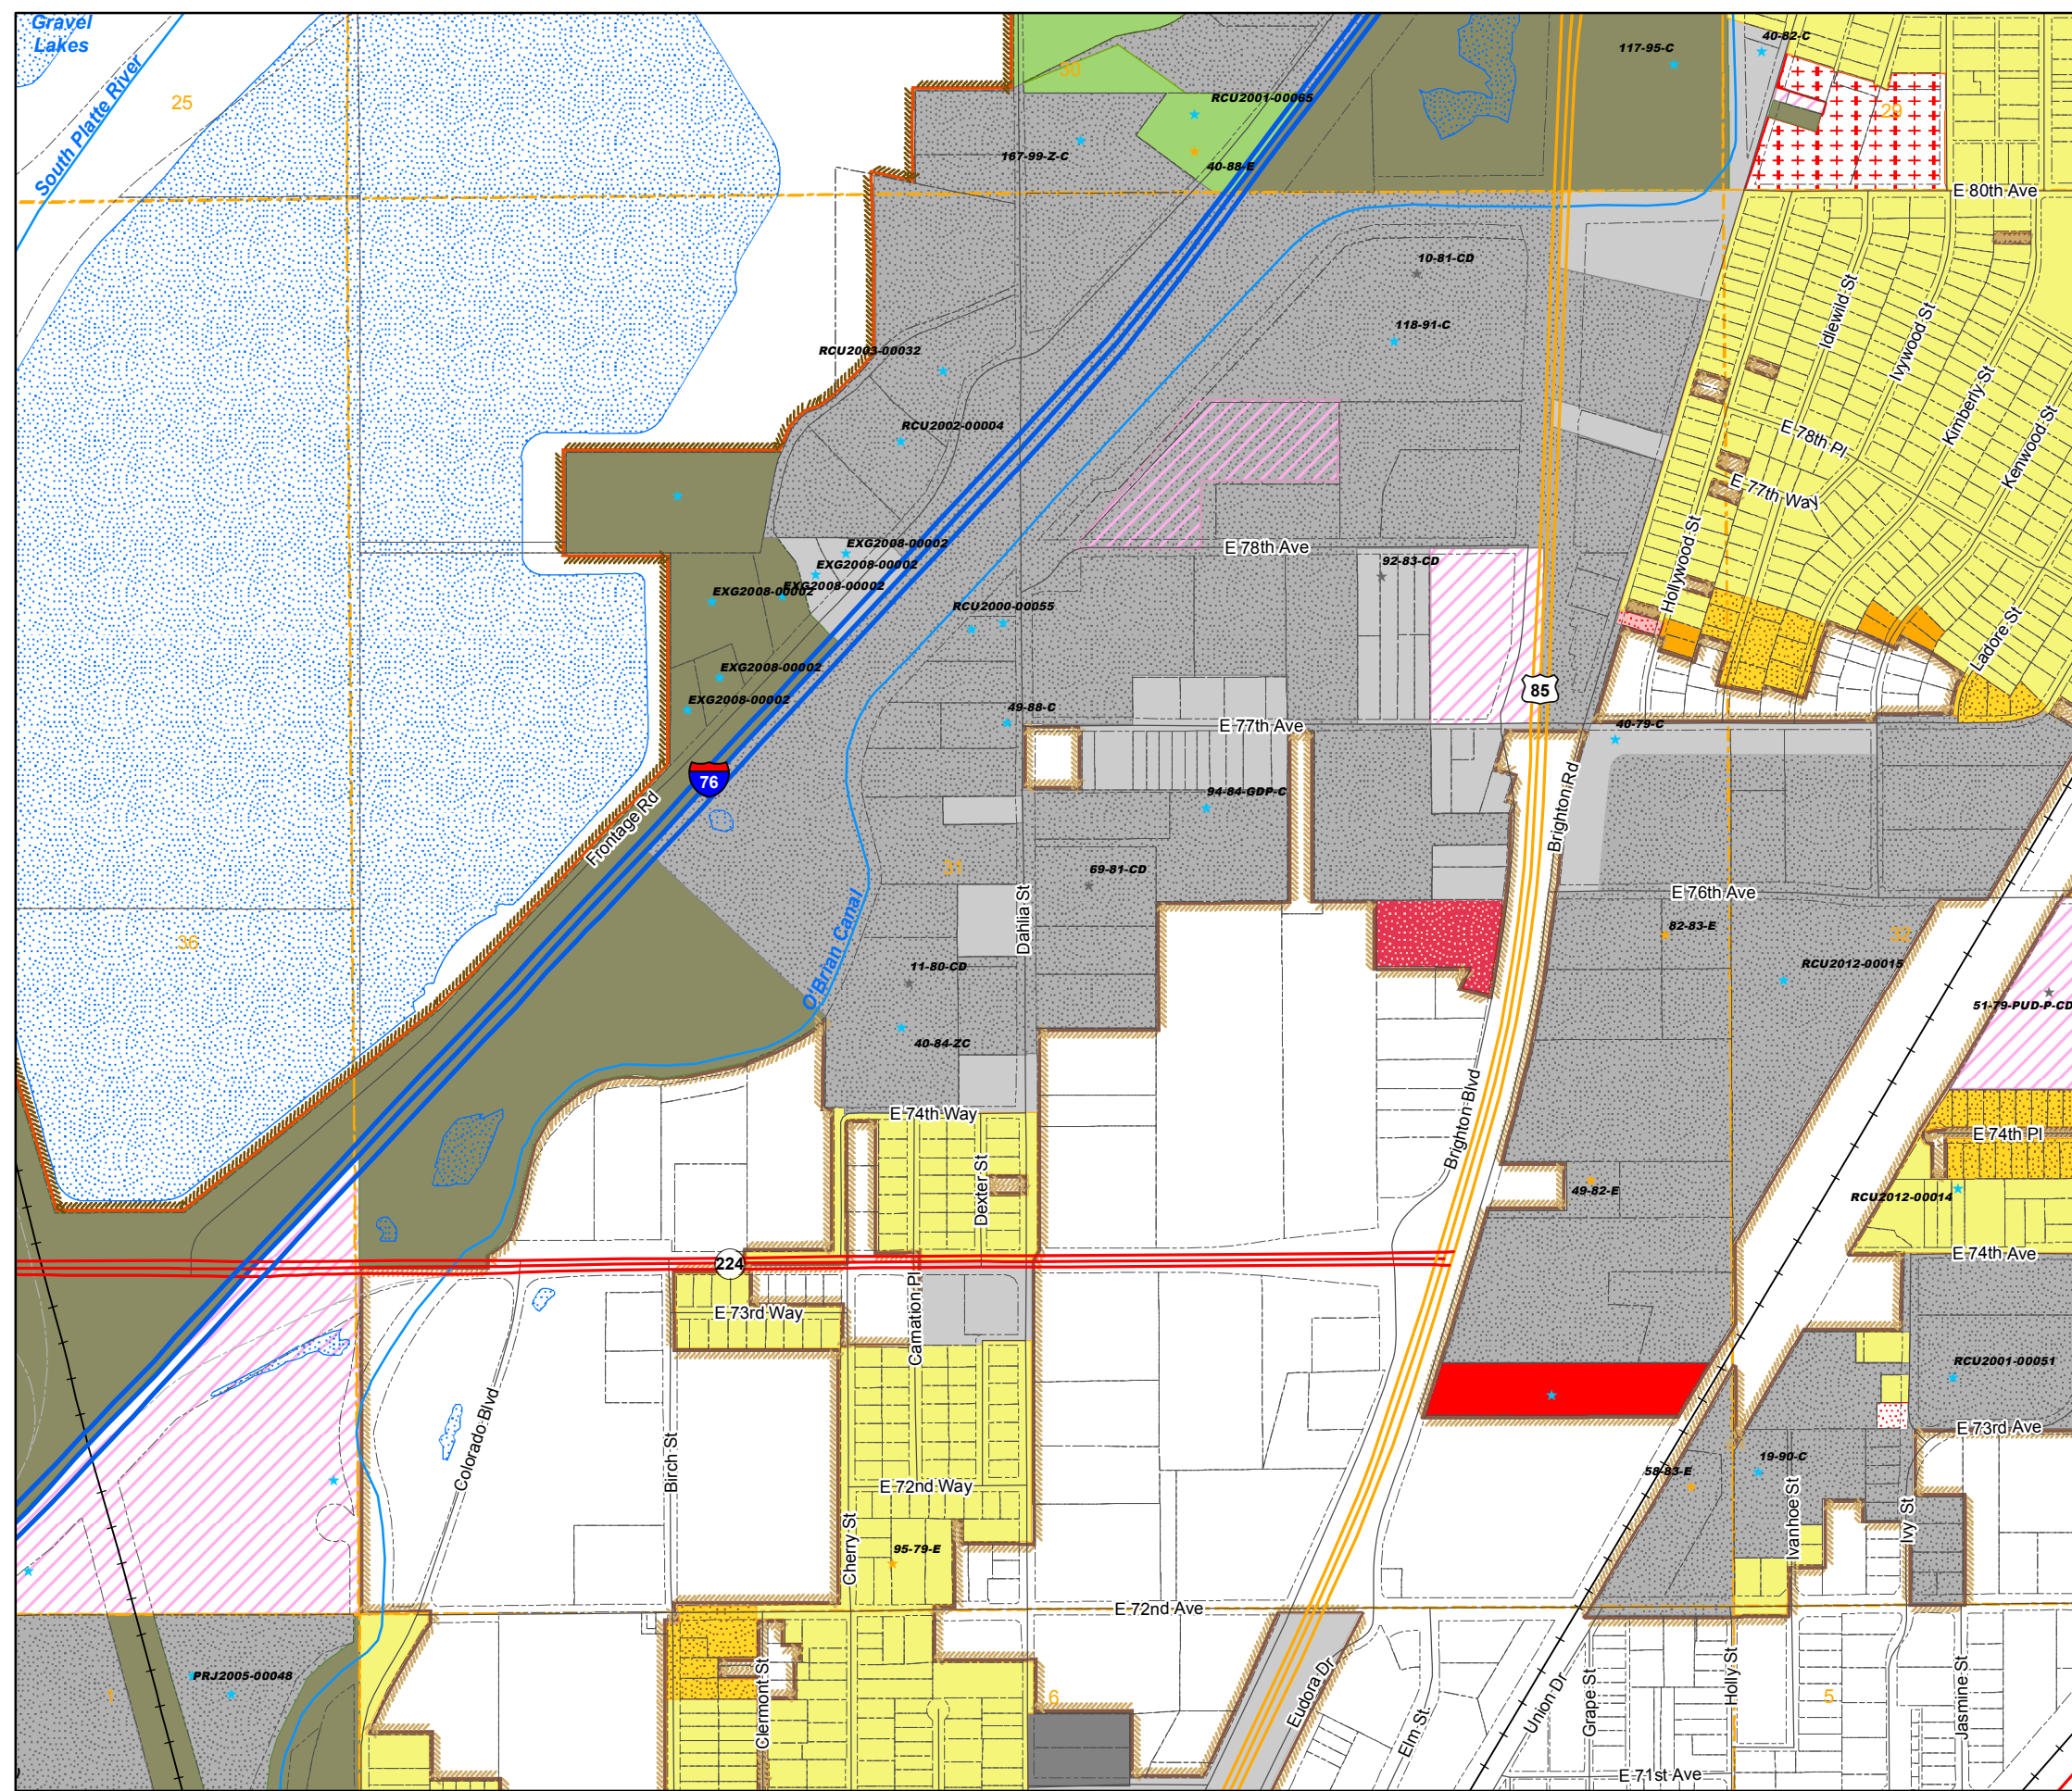 Gravel
Lakes
25
South Platte River
30
117-95-C
40-82-C
29
RCU2001-00065
167-99-Z-C
40-88-E
E 80th Ave
10-81-CD
118-91-C
Idlewild St
Ivywood St
Kimberly St
Kenwood St
RCU2003-00032
RCU2002-00004
E 78th Pl
E 77th Way
Hollywood St
Ladore St
EXG2008-00002
EXG2008-00002
EXG2008-00002
EXG2008-00002
E 78th Ave
92-83-CD
RCU2000-00055
EXG2008-00002
EXG2008-00002
49-88-C
E 77th Ave
85
40-79-C
76
Frontage Rd
94-84-GDP-C
Brighton Rd
31
69-81-CD
E 76th Ave
36
Dahlia St
O'Brian Canal
82-83-E
32
11-80-CD
RCU2012-00015
51-79-PUD-P-CD
40-84-ZC
E 74th Way
Brighton Blvd
E 74th Pl
Dexter St
49-82-E
RCU2012-00014
E 74th Ave
224
E 73rd Way
Carnation Pl
RCU2001-00051
Colorado Blvd
Birch St
E 73rd Ave
E 72nd Way
58-83-E
19-90-C
Cherry St
95-79-E
Ivanhoe St
Ivy St
E 72nd Ave
PRJ2005-00048
1
Clermont St
6
Eudora Dr
Elm St.
Union Dr
Grape St
Holly St
5
Jasmine St
E 71st Ave